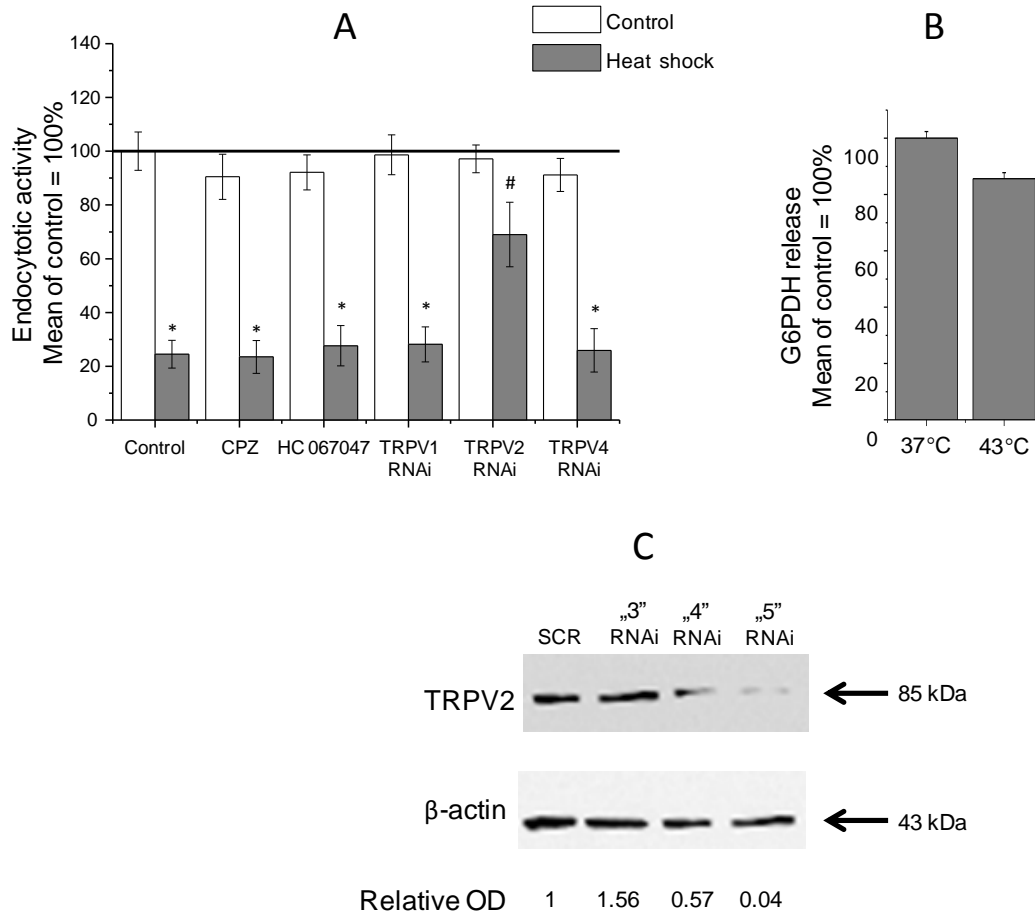 A
Control
Heat shock
B
Endocytotic activity
Mean of control = 100%
140
120
100
80
60
40
20
0
*
*
*
*
#
*
Control
CPZ
HC 067047
TRPV1
RNAi
TRPV2
RNAi
TRPV4
RNAi
G6PDH release
Mean of control = 100%
100
80
60
40
20
0
37°C
43°C
C
SCR
„3”
RNAi
„4”
RNAi
„5”
RNAi
TRPV2
85 kDa
β-actin
43 kDa
Relative OD 1 1.56 0.57 0.04